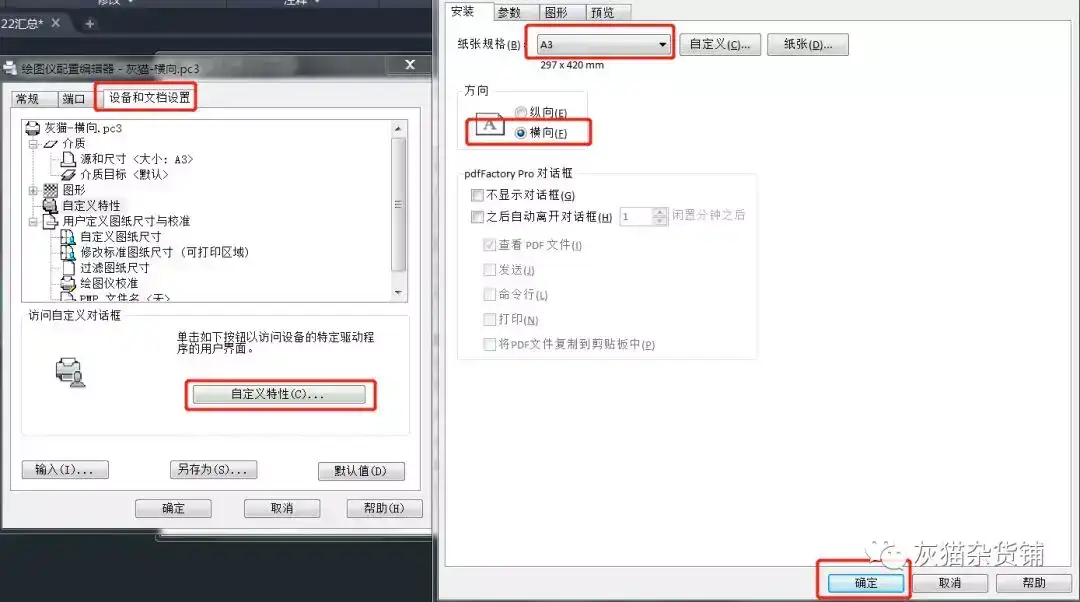 修改
注释
22汇总*
绘图仪配置编辑器 - 灰猫-横向.pc3
常规
端口
设备和文档设置
灰猫-横向.pc3
介质
源和尺寸 <大小: A3>
介质目标 <默认>
图形
自定义特性
用户定义图纸尺寸与校准
自定义图纸尺寸
修改标准图纸尺寸 (可打印区域)
过滤图纸尺寸
绘图仪校准
PMP 文件名 <无>
访问自定义对话框
单击如下按钮以访问设备的特定驱动程
序的用户界面。
自定义特性(C)...
输入(I)...
另存为(S)...
默认值(D)
确定
取消
帮助(H)
安装
参数
图形
预览
纸张规格(B):
A3
自定义(C)...
纸张(D)...
297 x 420 mm
方向
A
纵向(E)
横向(F)
pdfFactory Pro 对话框
不显示对话框(G)
之后自动离开对话框(H)
1
闲置分钟之后
查看 PDF 文件(I)
发送(J)
命令行(L)
打印(N)
将PDF文件复制到剪贴板中(P)
灰猫杂货铺
确定
取消
帮助